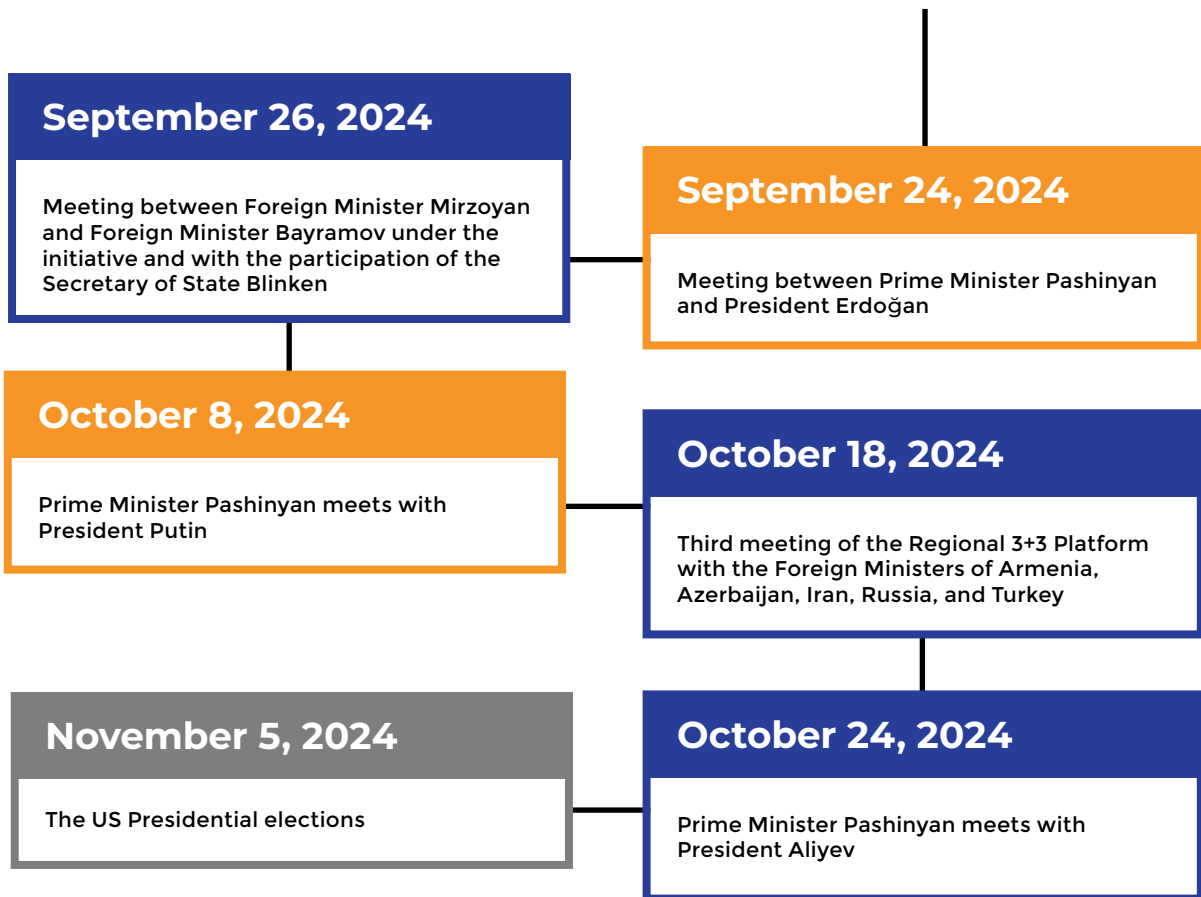 September 26, 2024
Meeting between Foreign Minister Mirzoyan
and Foreign Minister Bayramov under the
initiative and with the participation of the
Secretary of State Blinken
September 24, 2024
Meeting between Prime Minister Pashinyan
and President Erdoğan
October 8, 2024
Prime Minister Pashinyan meets with
President Putin
October 18, 2024
Third meeting of the Regional 3+3 Platform
with the Foreign Ministers of Armenia,
Azerbaijan, Iran, Russia, and Turkey
November 5, 2024
The US Presidential elections
October 24, 2024
Prime Minister Pashinyan meets with
President Aliyev